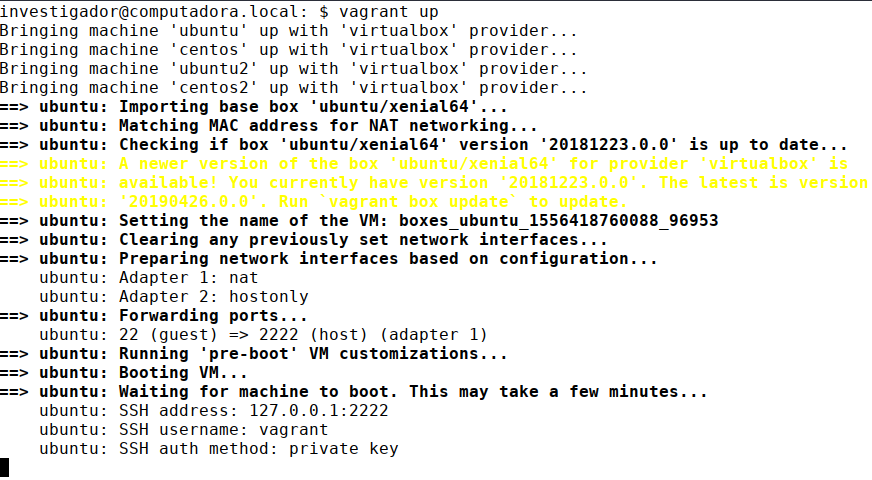 investigador@computadora.local: $ vagrant up
Bringing machine 'ubuntu' up with 'virtualbox' provider...
Bringing machine 'centos' up with 'virtualbox' provider...
Bringing machine 'ubuntu2' up with 'virtualbox' provider...
Bringing machine 'centos2' up with 'virtualbox' provider...
==> ubuntu: Importing base box 'ubuntu/xenial64'...
==> ubuntu: Matching MAC address for NAT networking...
==> ubuntu: Checking if box 'ubuntu/xenial64' version '20181223.0.0' is up to date...
==> ubuntu: A newer version of the box 'ubuntu/xenial64' for provider 'virtualbox' is
==> ubuntu: available! You currently have version '20181223.0.0'. The latest is version
==> ubuntu: '20190426.0.0'. Run `vagrant box update` to update.
==> ubuntu: Setting the name of the VM: boxes_ubuntu_1556418760088_96953
==> ubuntu: Clearing any previously set network interfaces...
==> ubuntu: Preparing network interfaces based on configuration...
    ubuntu: Adapter 1: nat
    ubuntu: Adapter 2: hostonly
==> ubuntu: Forwarding ports...
    ubuntu: 22 (guest) => 2222 (host) (adapter 1)
==> ubuntu: Running 'pre-boot' VM customizations...
==> ubuntu: Booting VM...
==> ubuntu: Waiting for machine to boot. This may take a few minutes...
    ubuntu: SSH address: 127.0.0.1:2222
    ubuntu: SSH username: vagrant
    ubuntu: SSH auth method: private key